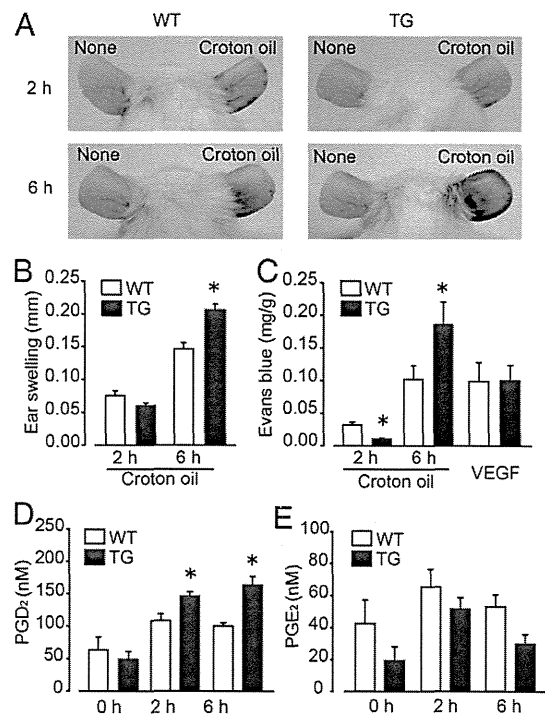 A
WT
TG
2 h
None
Croton oil
None
Croton oil
6 h
None
Croton oil
None
Croton oil
B
Ear swelling (mm)
0.25
0.20
0.15
0.10
0.05
0.00
WT
TG
*
2 h
6 h
Croton oil
C
Evans blue (mg/g)
0.25
0.20
0.15
0.10
0.05
0.00
WT
TG
*
*
2 h
6 h
Croton oil
VEGF
D
PGD2 (nM)
250
200
150
100
50
0
WT
TG
*
*
0 h
2 h
6 h
E
PGE2 (nM)
100
80
60
40
20
0
WT
TG
0 h
2 h
6 h